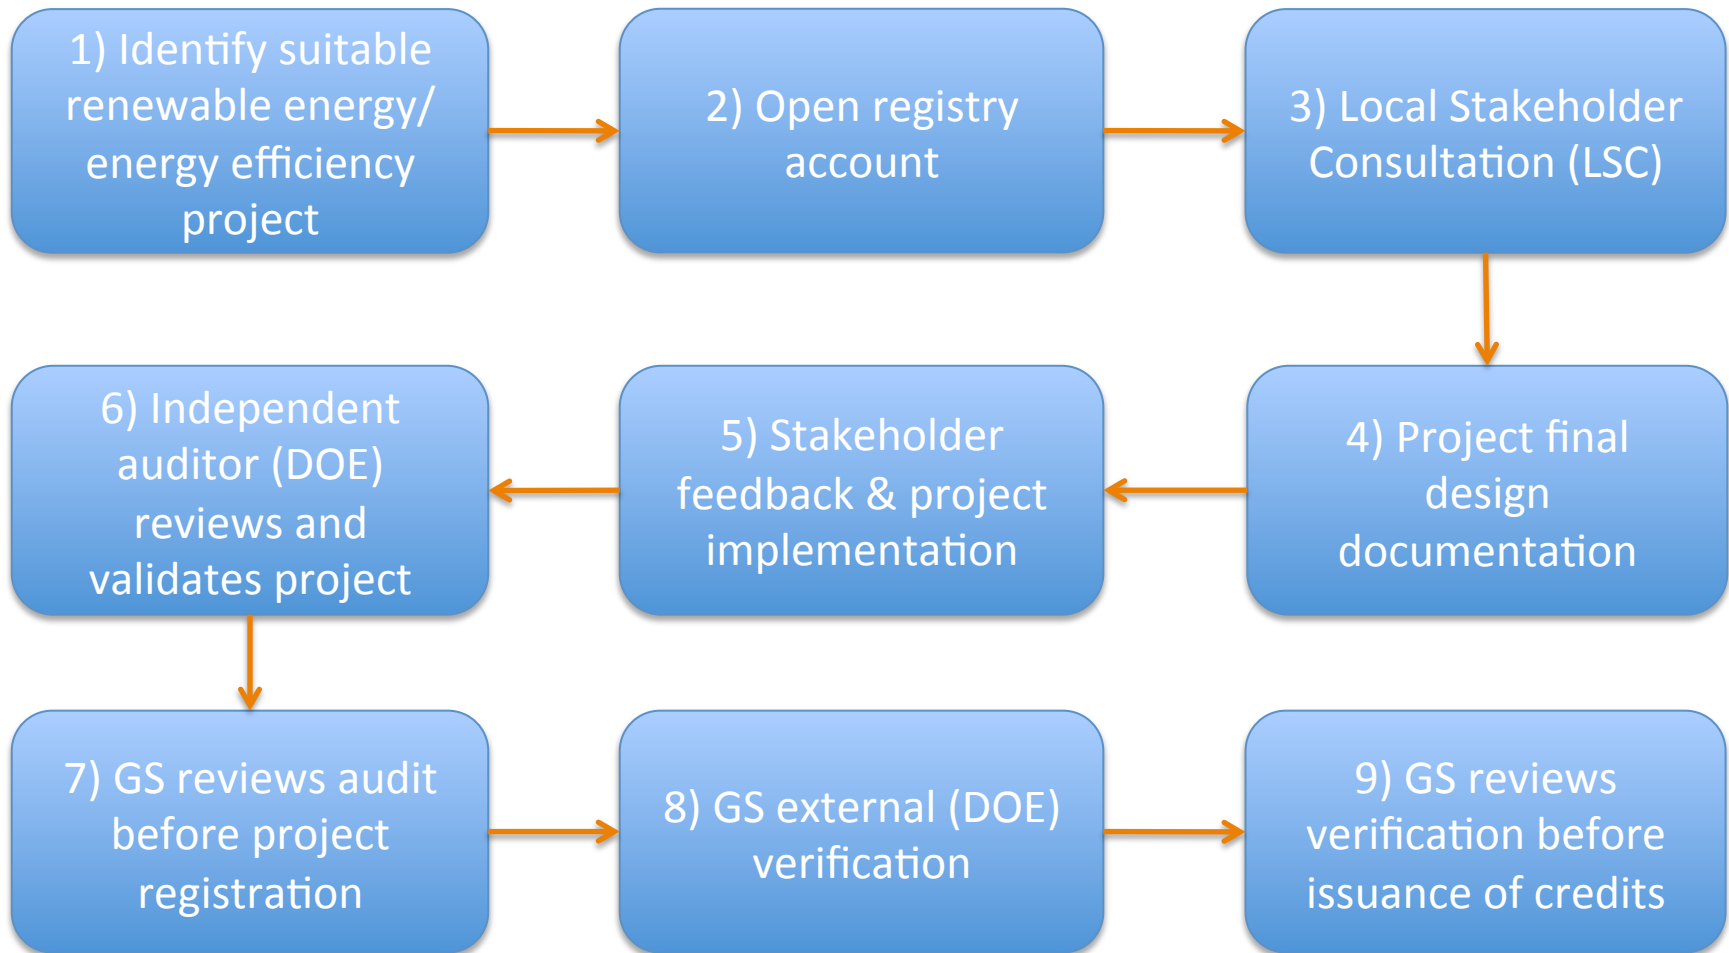 1) Identify suitable
renewable energy/
energy efficiency
project
2) Open registry
account
3) Local Stakeholder
Consultation (LSC)
4) Project final
design
documentation
5) Stakeholder
feedback & project
implementation
6) Independent
auditor (DOE)
reviews and
validates project
7) GS reviews audit
before project
registration
8) GS external (DOE)
verification
9) GS reviews
verification before
issuance of credits